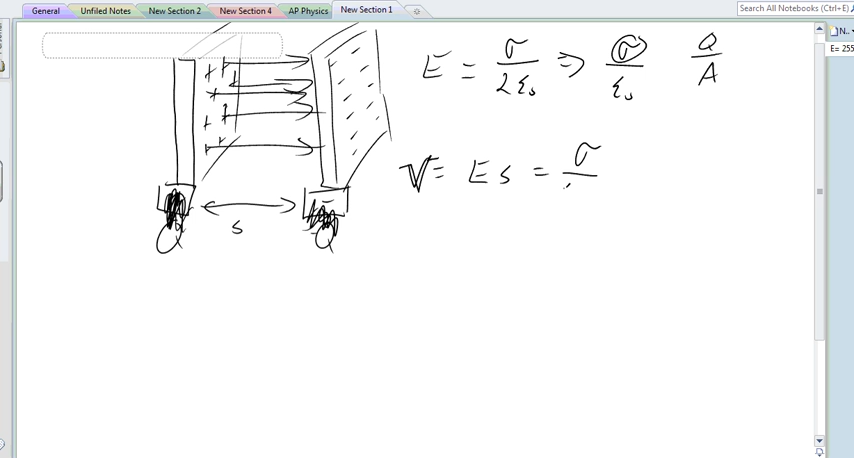 General Unfiled Notes New Section 2 New Section 4 AP Physics New Section 1
Search All Notebooks (Ctrl+E)
N..
E= 255
E = σ / 2ε₀ ⇒ σ / ε₀ Q / A
V = Es = σ
s
Q Q